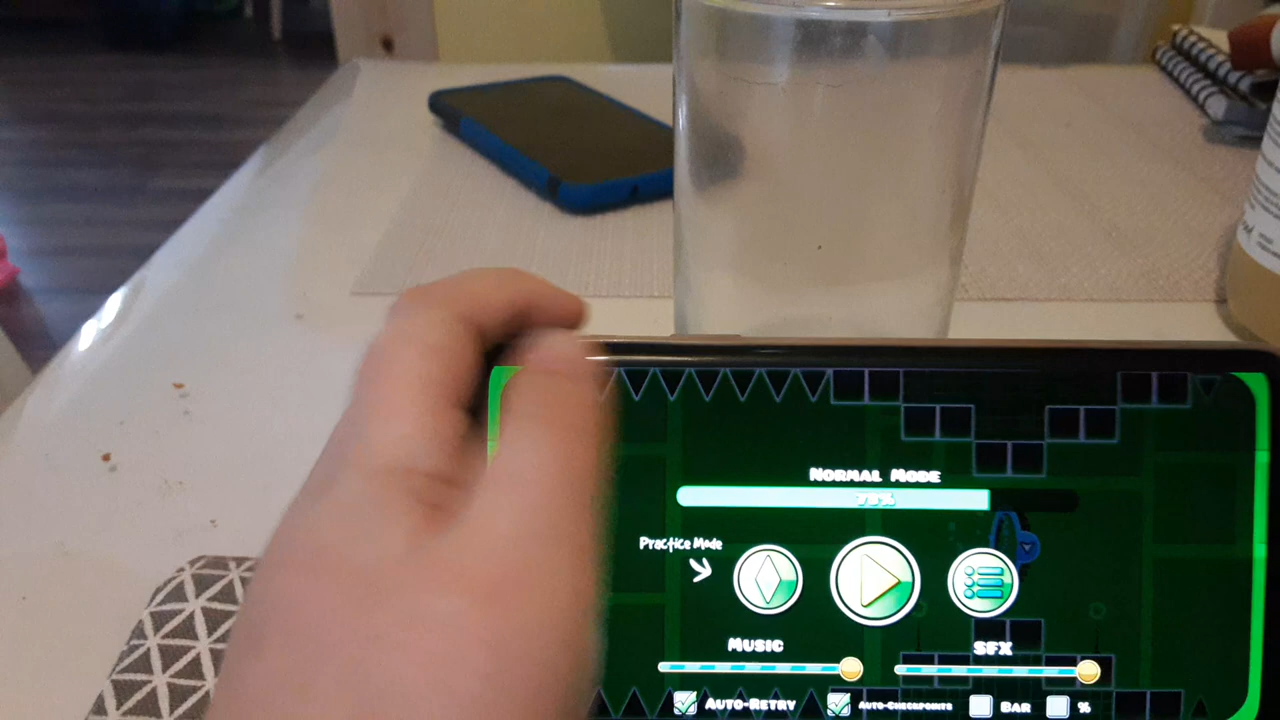 NORMAL MODE
Practice Mode
MUSIC
SFX
AUTO-RETRY
AUTO-CHECKPOINTS
BAR
%